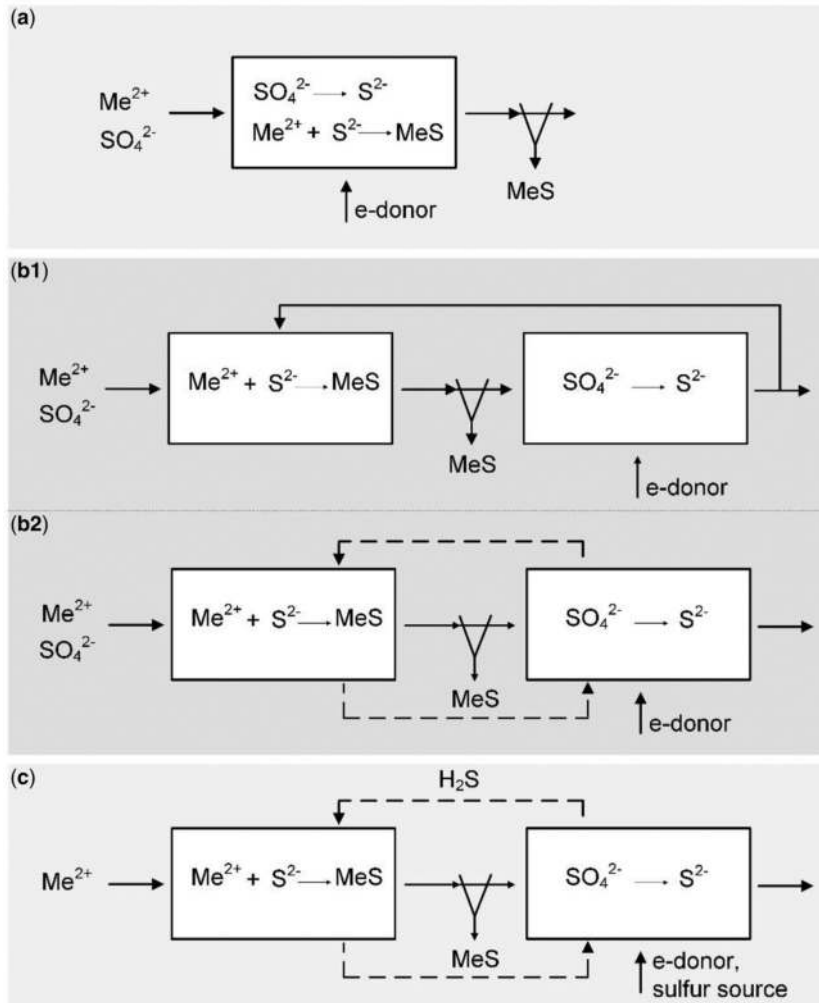 (a)
Me²⁺
SO₄²⁻
SO₄²⁻ → S²⁻
Me²⁺ + S²⁻ → MeS
MeS
e-donor
(b1)
Me²⁺
SO₄²⁻
Me²⁺ + S²⁻ → MeS
SO₄²⁻ → S²⁻
MeS
e-donor
(b2)
Me²⁺
SO₄²⁻
Me²⁺ + S²⁻ → MeS
SO₄²⁻ → S²⁻
MeS
e-donor
(c)
H₂S
Me²⁺
Me²⁺ + S²⁻ → MeS
SO₄²⁻ → S²⁻
MeS
e-donor,
sulfur source